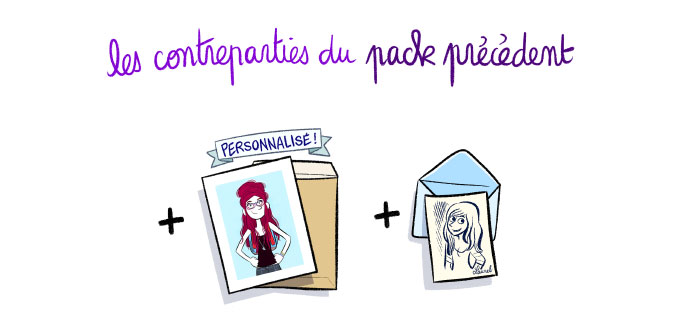 les contreparties du pack précédent
PERSONNALISÉ !
+
+